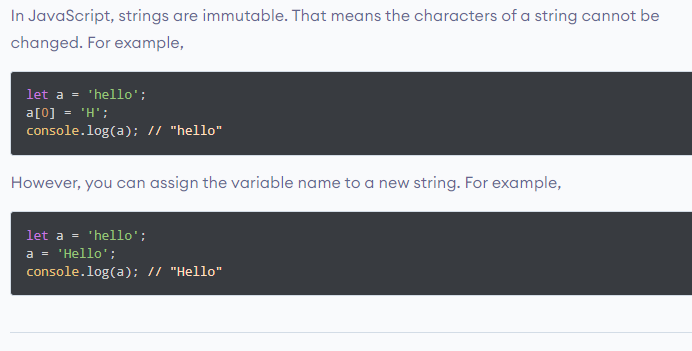 In JavaScript, strings are immutable. That means the characters of a string cannot be
changed. For example,
let a = 'hello';
a[0] = 'H';
console.log(a); // "hello"
However, you can assign the variable name to a new string. For example,
let a = 'hello';
a = 'Hello';
console.log(a); // "Hello"